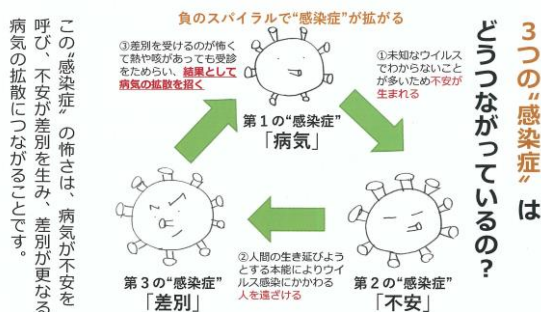 3つの〝感染症〟は
どうつながっているの?
負のスパイラルで“感染症”が拡がる
①未知なウイルス
でわからないこと
が多いため不安が
生まれる
③差別を受けるのが怖く
て熱や咳があっても受診
をためらい、結果として
病気の拡散を招く
第1の“感染症”
「病気」
②人間の生き延びよう
とする本能によりウイ
ルス感染にかかわる
人を遠ざける
第2の“感染症”
「不安」
第3の“感染症”
「差別」
この〝感染症〟の怖さは、病気が不安を
呼び、不安が差別を生み、差別が更なる
病気の拡散につながることです。